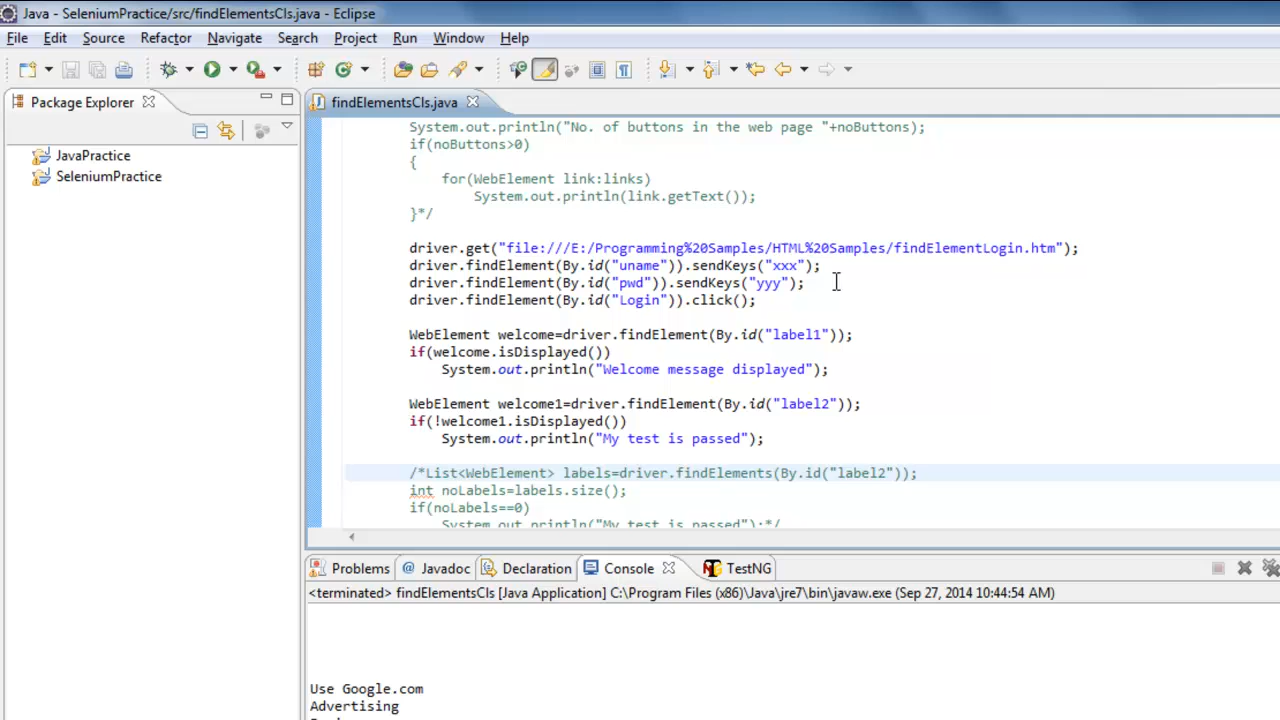 Java - SeleniumPractice/src/findElementsCls.java - Eclipse
File Edit Source Refactor Navigate Search Project Run Window Help
Package Explorer
findElementsCls.java
JavaPractice
SeleniumPractice
System.out.println("No. of buttons in the web page "+noButtons);
if(noButtons>0)
{
for(WebElement link:links)
System.out.println(link.getText());
}*/
driver.get("file:///E:/Programming%20Samples/HTML%20Samples/findElementLogin.htm");
driver.findElement(By.id("uname")).sendKeys("xxx");
driver.findElement(By.id("pwd")).sendKeys("yyy");
driver.findElement(By.id("Login")).click();
WebElement welcome=driver.findElement(By.id("label1"));
if(welcome.isDisplayed())
System.out.println("Welcome message displayed");
WebElement welcome1=driver.findElement(By.id("label2"));
if(!welcome1.isDisplayed())
System.out.println("My test is passed");
/*List<WebElement> labels=driver.findElements(By.id("label2"));
int noLabels=labels.size();
if(noLabels==0)
System.out.println("My test is passed");*/
Problems @ Javadoc Declaration Console TestNG
<terminated> findElementsCls [Java Application] C:\Program Files (x86)\Java\jre7\bin\javaw.exe (Sep 27, 2014 10:44:54 AM)
Use Google.com
Advertising